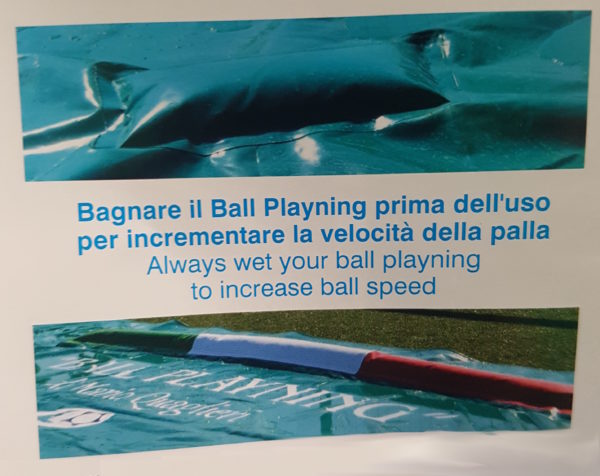 Bagnare il Ball Playning prima dell'uso
per incrementare la velocità della palla
Always wet your ball playning
to increase ball speed